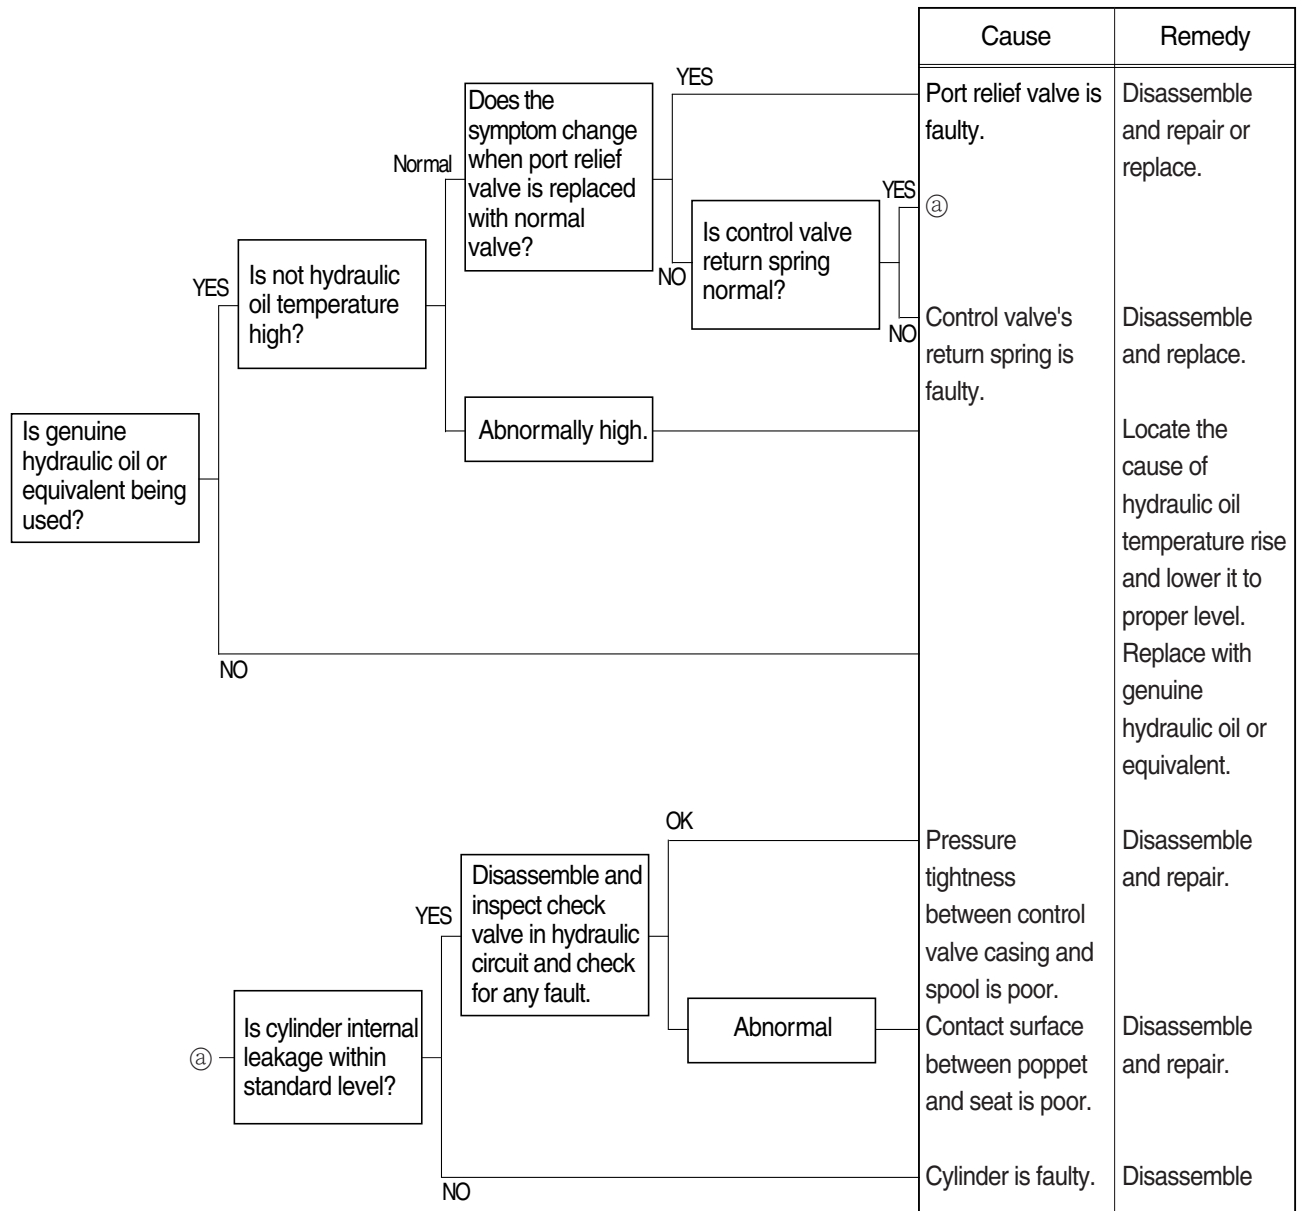 Cause
Remedy
YES
Port relief valve is
faulty.
Disassemble
and repair or
replace.
Does the
symptom change
when port relief
valve is replaced
with normal
valve?
Normal
YES
ⓐ
Is control valve
return spring
normal?
NO
Is not hydraulic
oil temperature
high?
YES
NO
Control valve's
return spring is
faulty.
Disassemble
and replace.
Abnormally high.
Is genuine
hydraulic oil or
equivalent being
used?
Locate the
cause of
hydraulic oil
temperature rise
and lower it to
proper level.
NO
Replace with
genuine
hydraulic oil or
equivalent.
OK
Pressure
tightness
between control
valve casing and
spool is poor.
Disassemble
and repair.
Disassemble and
inspect check
valve in hydraulic
circuit and check
for any fault.
YES
Abnormal
Contact surface
between poppet
and seat is poor.
Disassemble
and repair.
ⓐ
Is cylinder internal
leakage within
standard level?
NO
Cylinder is faulty.
Disassemble